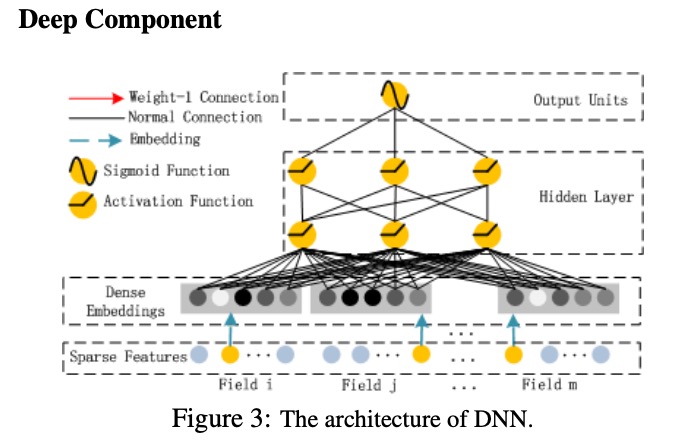 Deep Component
Weight-1 Connection
Normal Connection
Embedding
Sigmoid Function
Activation Function
Output Units
Hidden Layer
Dense
Embeddings
...
Sparse Features ... ... ... ...
Field i Field j ... Field m
Figure 3: The architecture of DNN.